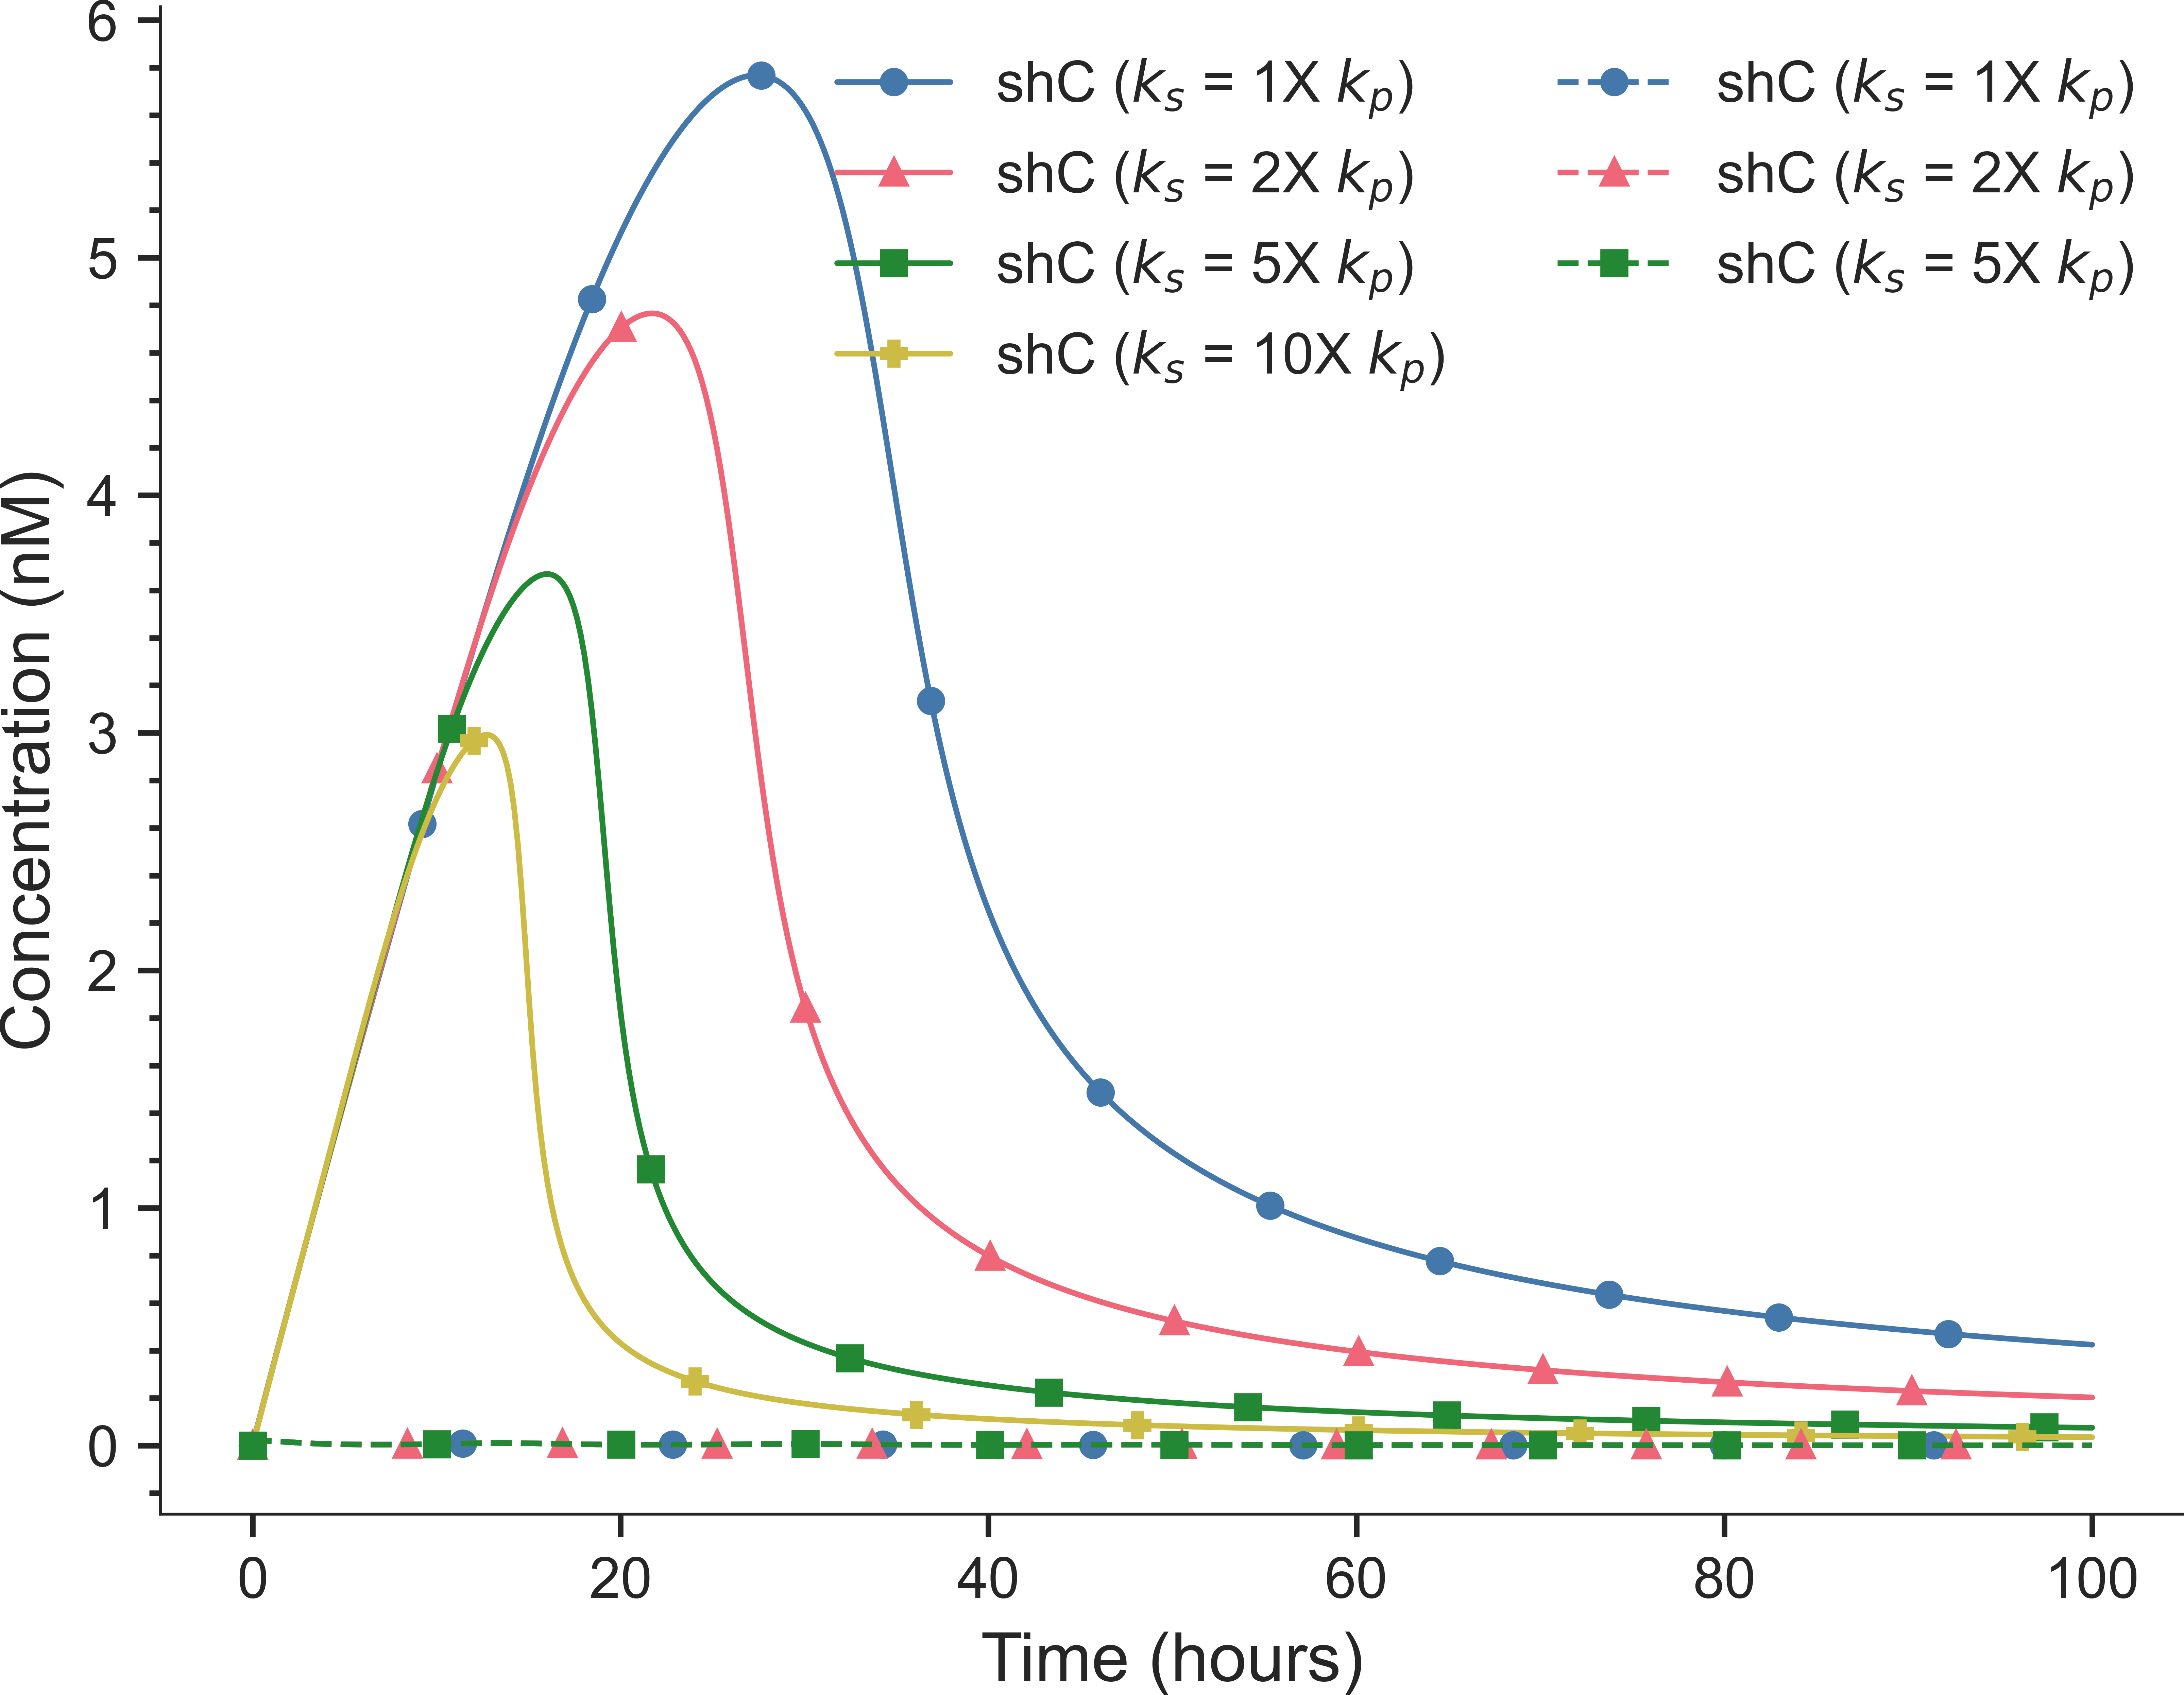 6
5
4
3
2
1
0
Concentration (nM)
shC (ks = 1X kp)
shC (ks = 2X kp)
shC (ks = 5X kp)
shC (ks = 10X kp)
shC (ks = 1X kp)
shC (ks = 2X kp)
shC (ks = 5X kp)
0 20 40 60 80 100
Time (hours)